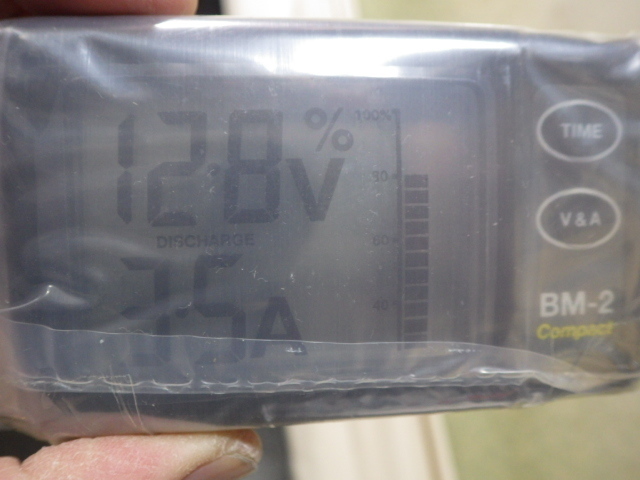 12.8V %
DISCHARGE
100%
80
60
40
TIME
V & A
BM-2
Compact